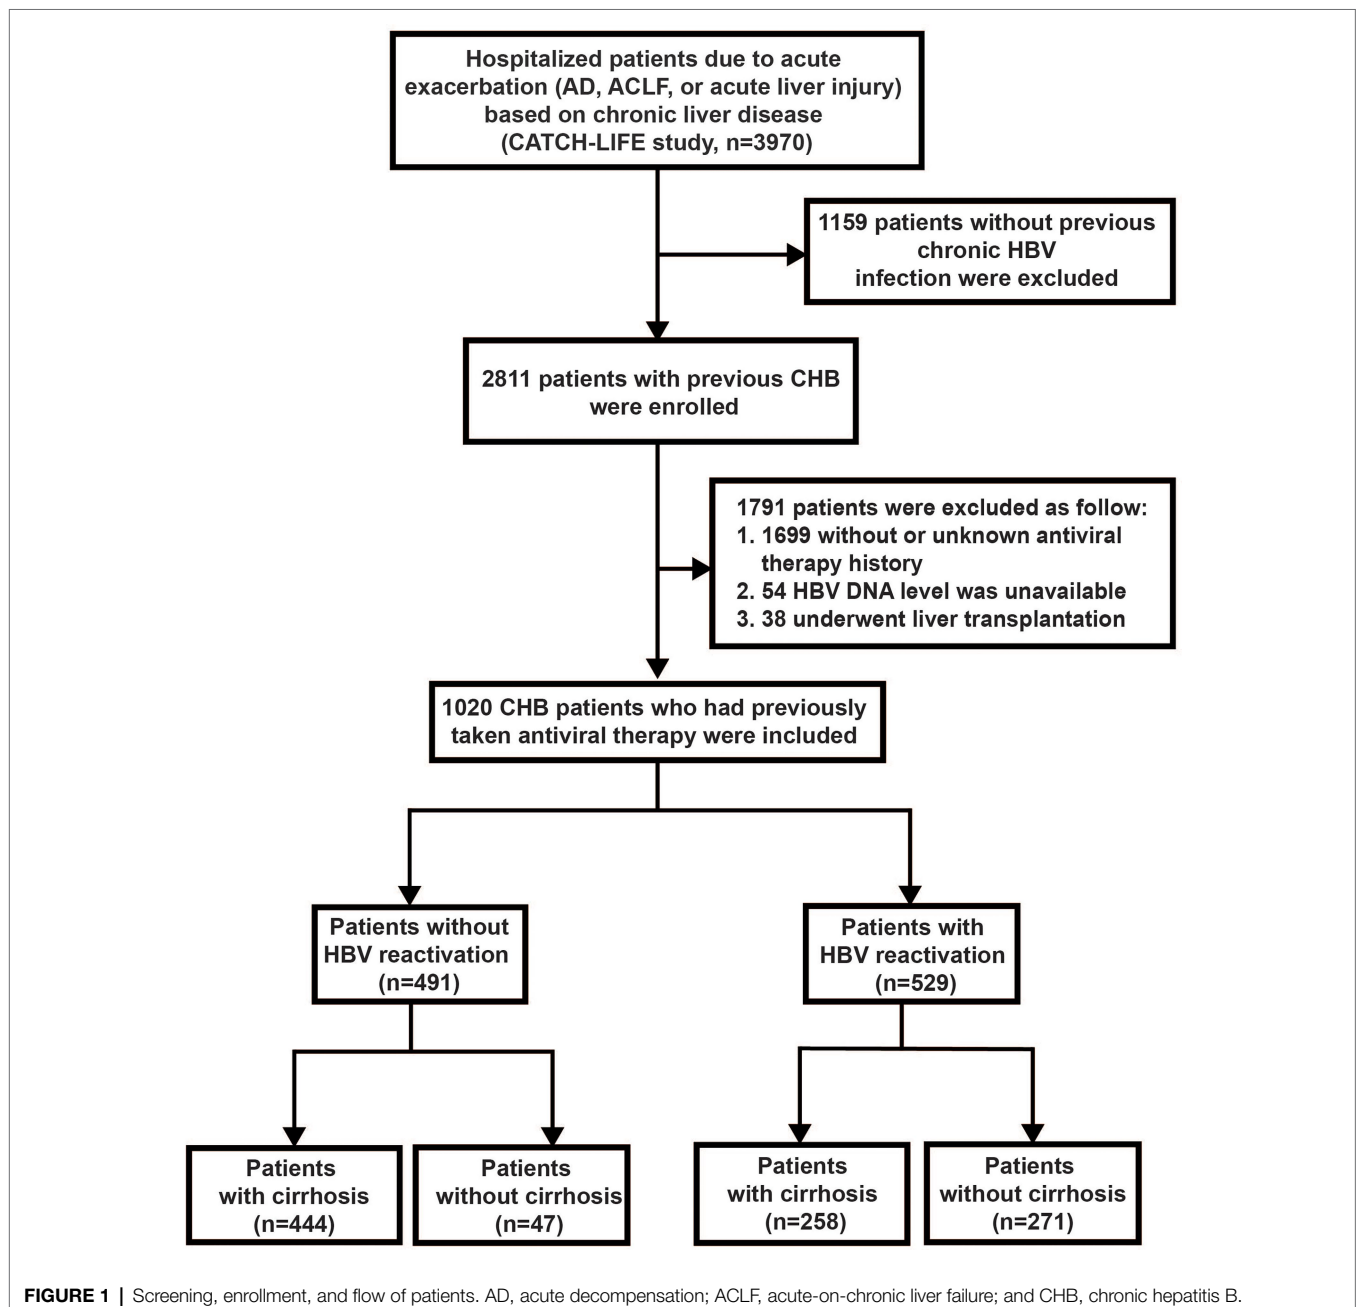 Hospitalized patients due to acute
exacerbation (AD, ACLF, or acute liver injury)
based on chronic liver disease
(CATCH-LIFE study, n=3970)
1159 patients without previous
chronic HBV
infection were excluded
2811 patients with previous CHB
were enrolled
1791 patients were excluded as follow:
1. 1699 without or unknown antiviral
therapy history
2. 54 HBV DNA level was unavailable
3. 38 underwent liver transplantation
1020 CHB patients who had previously
taken antiviral therapy were included
Patients without
HBV reactivation
(n=491)
Patients with
HBV reactivation
(n=529)
Patients
with cirrhosis
(n=444)
Patients
without cirrhosis
(n=47)
Patients
with cirrhosis
(n=258)
Patients
without cirrhosis
(n=271)
FIGURE 1 | Screening, enrollment, and flow of patients. AD, acute decompensation; ACLF, acute-on-chronic liver failure; and CHB, chronic hepatitis B.